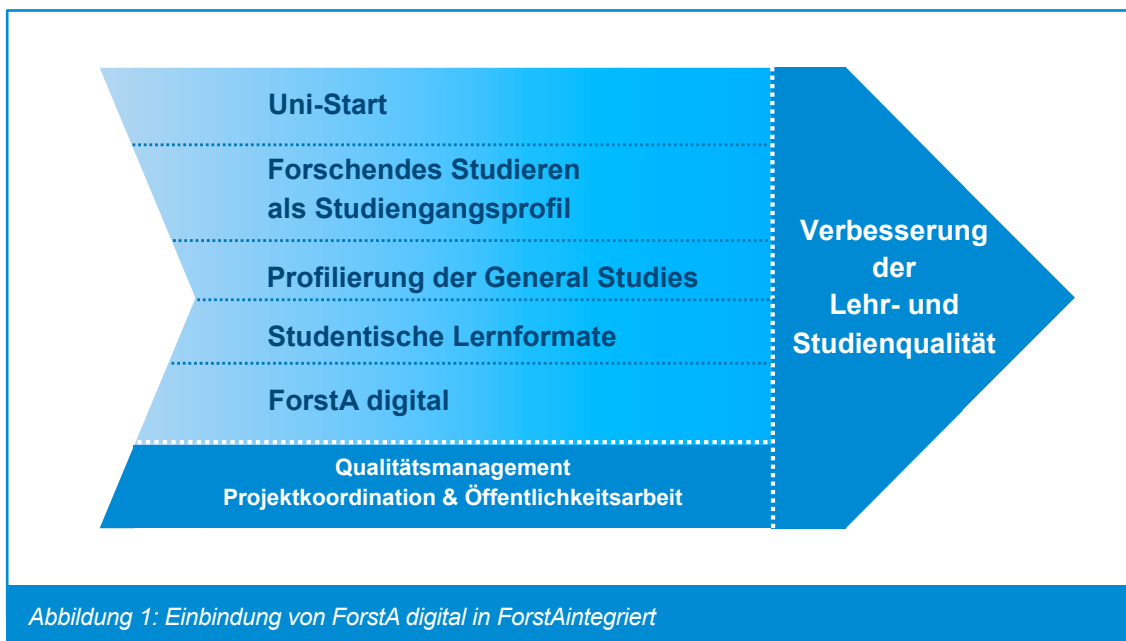 Uni-Start
Forschendes Studieren
als Studiengangsprofil
Profilierung der General Studies
Studentische Lernformate
ForstA digital
Qualitätsmanagement
Projektkoordination & Öffentlichkeitsarbeit
Verbesserung
der
Lehr- und
Studienqualität
Abbildung 1: Einbindung von ForstA digital in ForstAintegriert